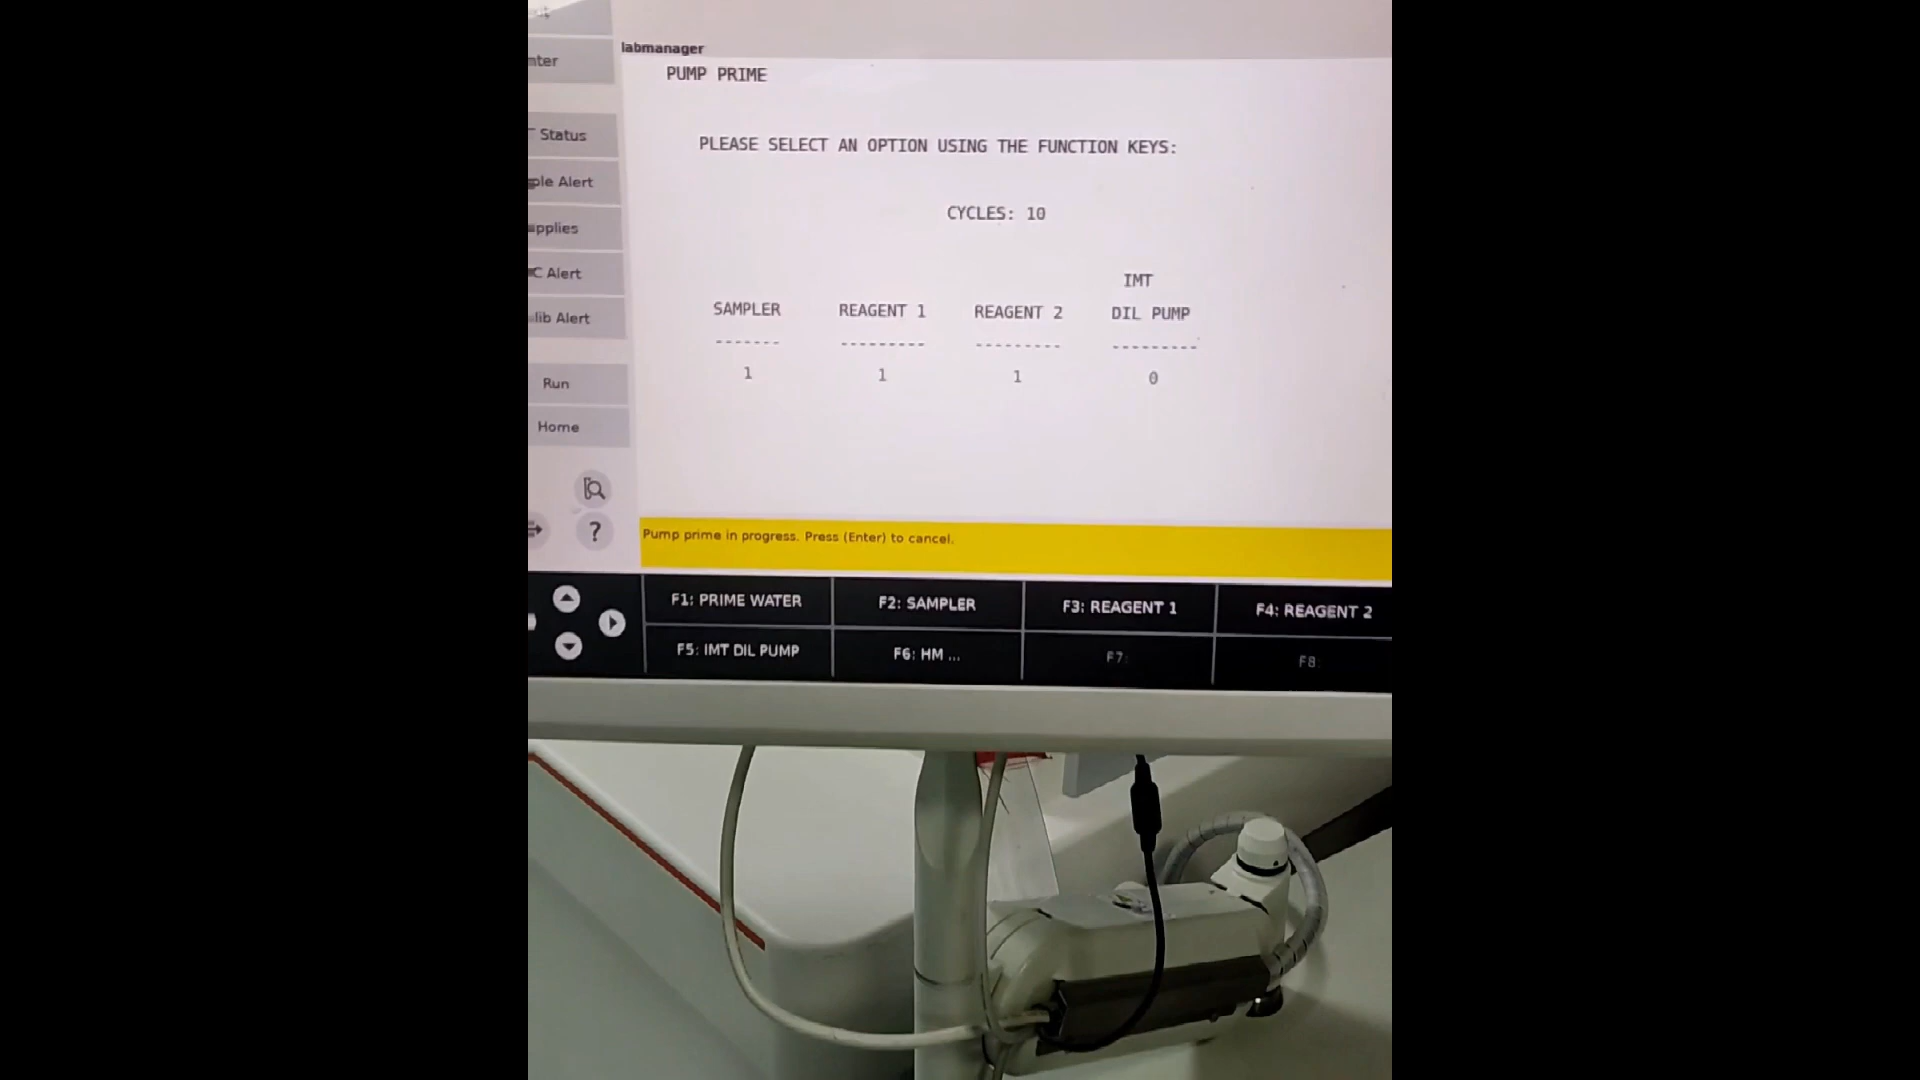 labmanager
PUMP PRIME
Status
Alert
Alert
Alert
Run
Home
?
PLEASE SELECT AN OPTION USING THE FUNCTION KEYS:
CYCLES: 10
IMT
SAMPLER REAGENT 1 REAGENT 2 DIL PUMP
------- --------- --------- ---------
1 1 1 0
Pump prime in progress. Press (Enter) to cancel.
F1: PRIME WATER F2: SAMPLER F3: REAGENT 1 F4: REAGENT 2
F5: IMT DIL PUMP F6: HM ... F7: F8: